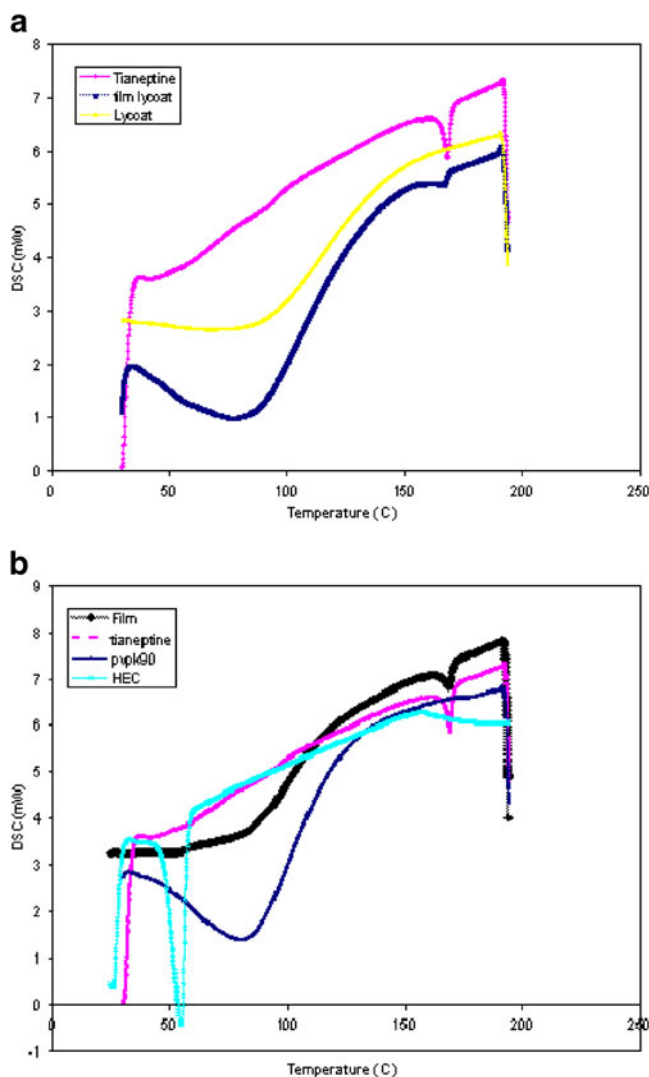 a
8
7
6
5
4
3
2
1
0
DSC (mW)
Tianeptine
film lycoat
Lycoat
0 50 100 150 200 250
Temperature (C)
b
9
8
7
6
5
4
3
2
1
0
-1
DSC (mW)
Film
tianeptine
pvpk90
HEC
0 50 100 150 200 250
Temperature (C)